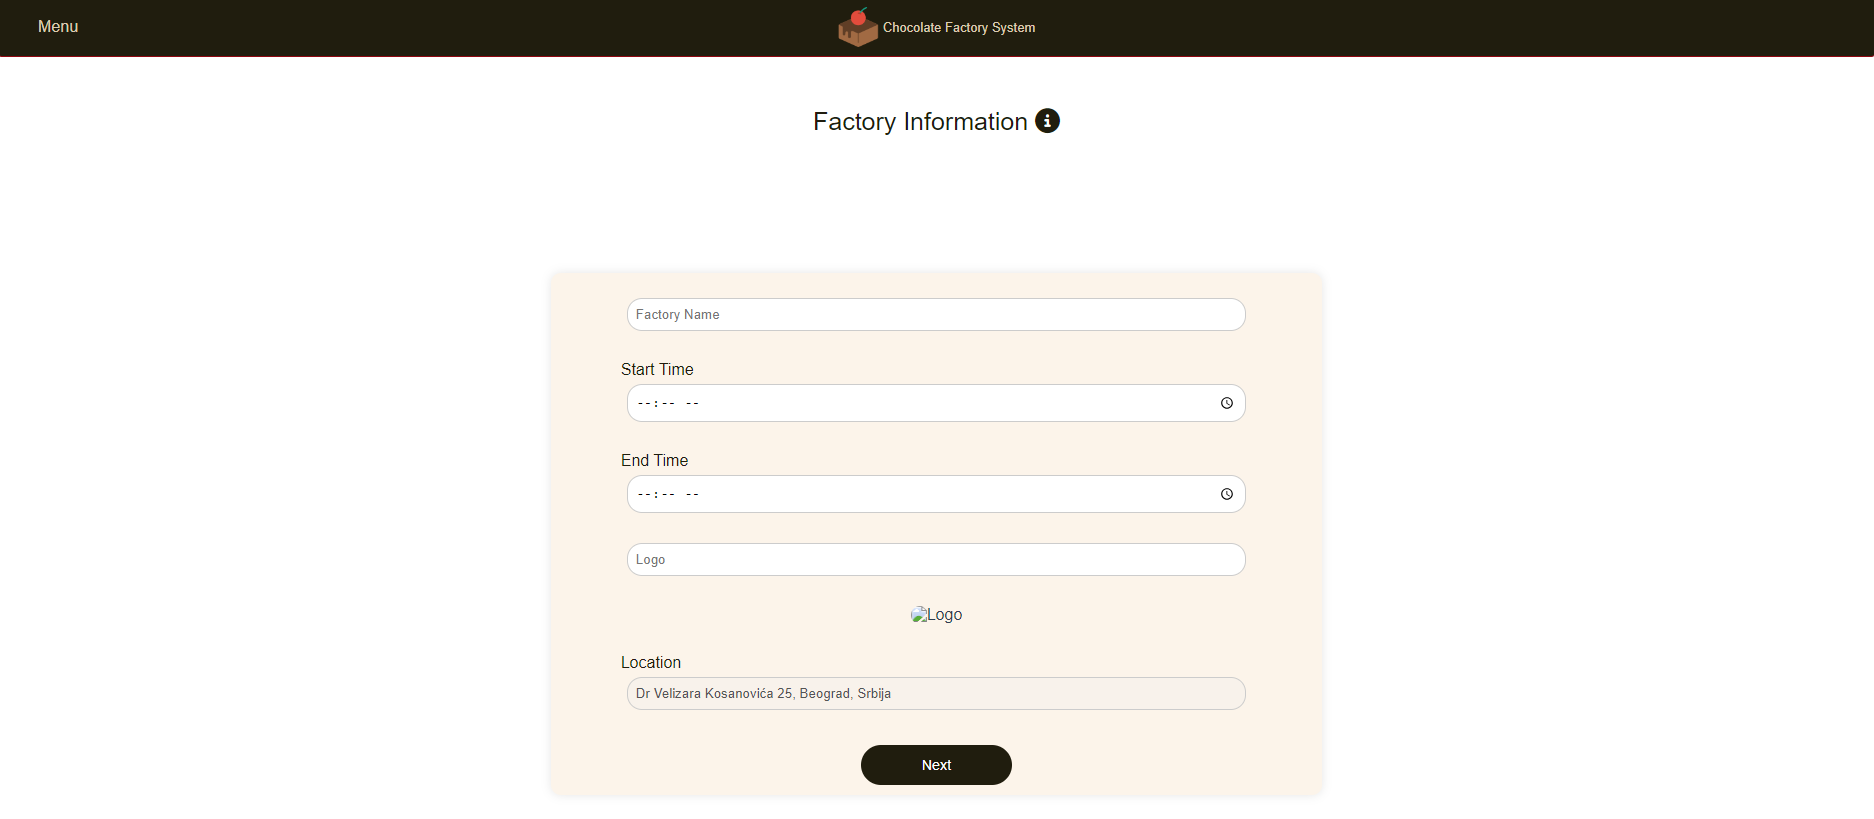 Menu
Chocolate Factory System
Factory Information
Factory Name
Start Time
--:-- --
End Time
--:-- --
Logo
Logo
Location
Dr Velizara Kosanovića 25, Beograd, Srbija
Next